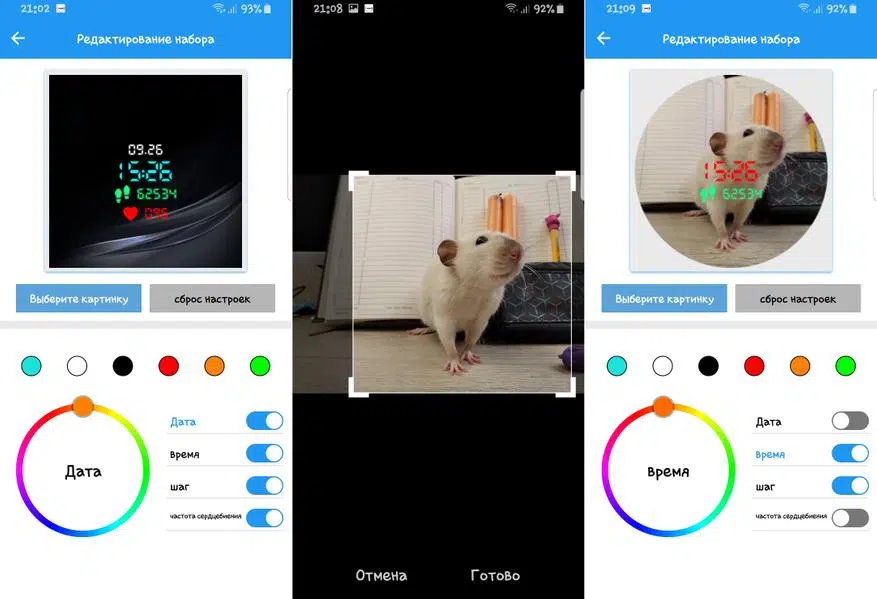 21:02 93%
Редактирование набора
09.26
15:26
62534
096
Выберите картинку
сброс настроек
Дата
Дата
время
шаг
частота сердцебиения
21:08 92%
Отмена
Готово
21:09 92%
Редактирование набора
15:26
62534
Выберите картинку
сброс настроек
время
Дата
время
шаг
частота сердцебиения